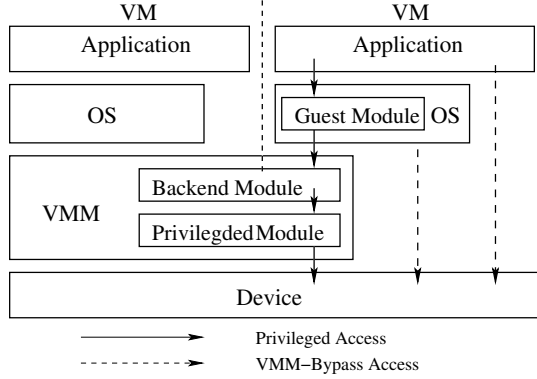 VM VM
Application Application
OS Guest Module OS
Backend Module
VMM
Privilegded Module
Device
Privileged Access
VMM-Bypass Access